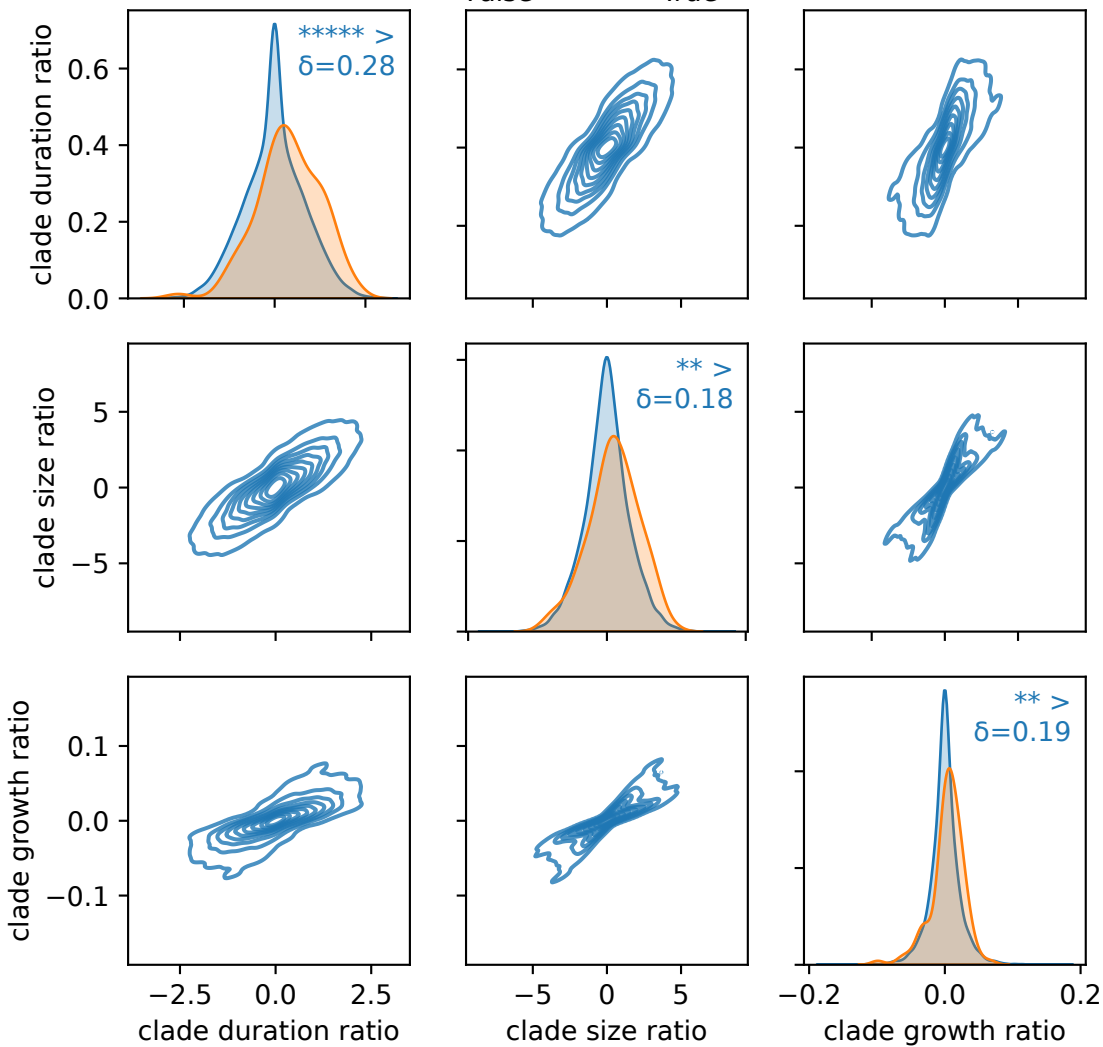 ***** >
δ=0.28
clade duration ratio
0.6
0.4
0.2
0.0
** >
δ=0.18
clade size ratio
5
0
−5
** >
δ=0.19
clade growth ratio
0.1
0.0
−0.1
−2.5 0.0 2.5
−5 0 5
−0.2 0.0 0.2
clade duration ratio
clade size ratio
clade growth ratio